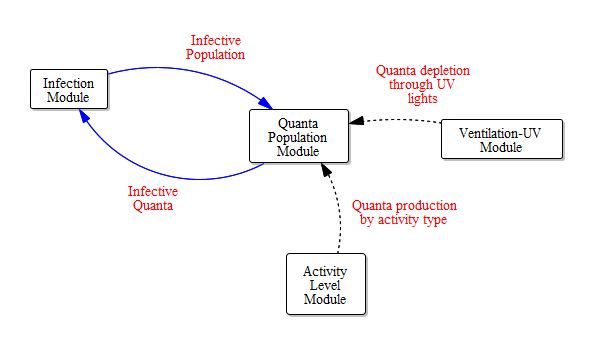 Infective
Population
Infection
Module
Quanta depletion
through UV
lights
Quanta
Population
Module
Ventilation-UV
Module
Infective
Quanta
Quanta production
by activity type
Activity
Level
Module